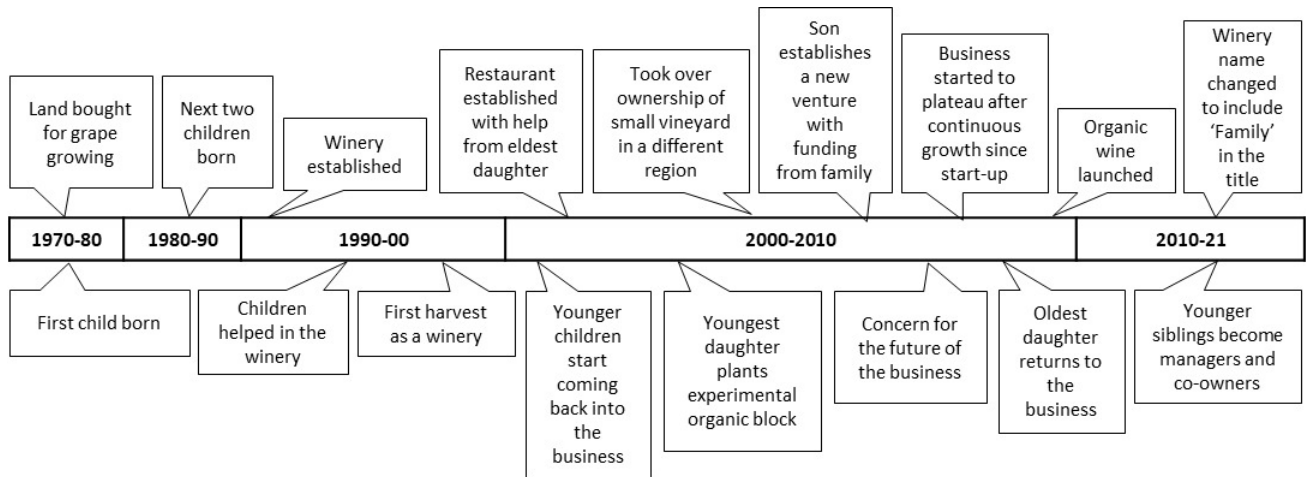 Land bought
for grape
growing
Next two
children
born
Winery
established
Restaurant
established
with help
from eldest
daughter
Took over
ownership of
small vineyard
in a different
region
Son
establishes
a new
venture
with
funding
from family
Business
started to
plateau after
continuous
growth since
start-up
Organic
wine
launched
Winery
name
changed
to include
‘Family’
in the
title
1970-80
1980-90
1990-00
2000-2010
2010-21
First child born
Children
helped in the
winery
First harvest
as a winery
Younger
children
start
coming
back into
the
business
Youngest
daughter
plants
experimental
organic block
Concern for
the future of
the business
Oldest
daughter
returns to
the
business
Younger
siblings become
managers and
co-owners